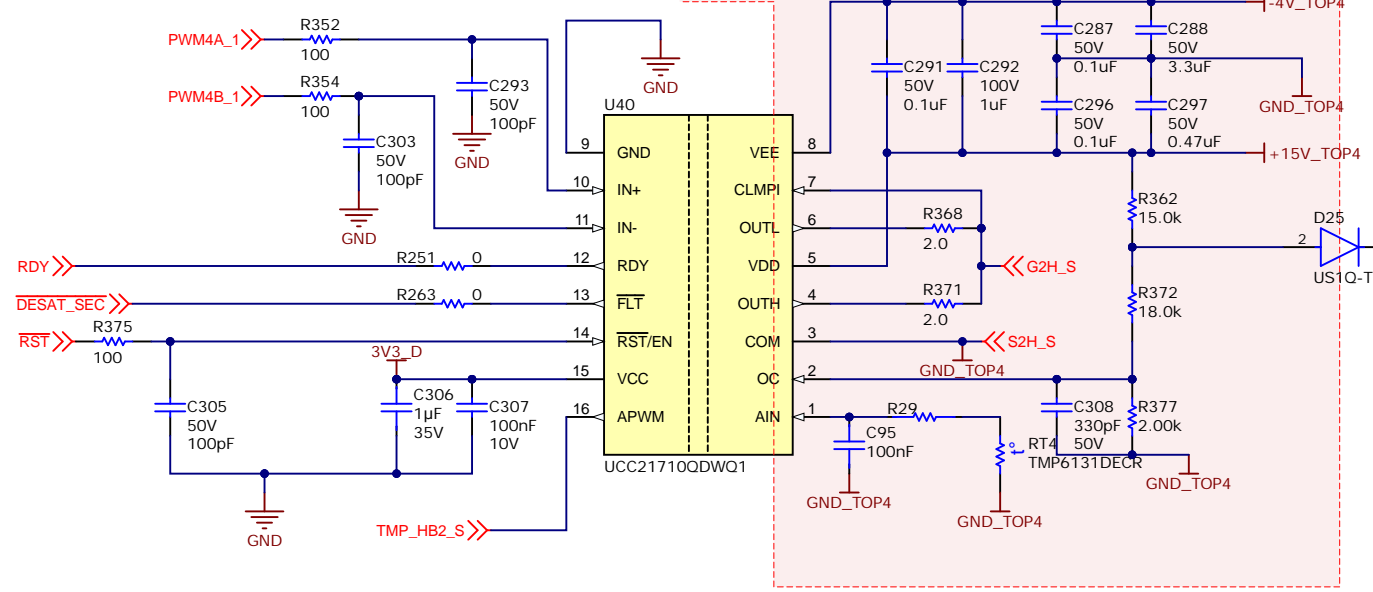 R352
PWM4A_1
100
R354
PWM4B_1
100
C293
50V
100pF
GND
C303
50V
100pF
GND
GND
U40
9 GND VEE 8
10 IN+ CLMPI 7
11 IN- OUTL 6
12 RDY VDD 5
13 FLT OUTH 4
14 RST/EN COM 3
15 VCC OC 2
16 APWM AIN 1
UCC21710QDWQ1
RDY
R251 0
DESAT_SEC
R263 0
RST
R375
100
3V3_D
C305
50V
100pF
C306
1µF
35V
C307
100nF
10V
GND
TMP_HB2_S
-4V_TOP4
C287
50V
0.1uF
C288
50V
3.3uF
C291
50V
0.1uF
C292
100V
1uF
GND_TOP4
C296
50V
0.1uF
C297
50V
0.47uF
+15V_TOP4
R362
15.0k
R368
2.0
G2H_S
R371
2.0
D25
2
US1Q-T
R372
18.0k
S2H_S
GND_TOP4
C308
330pF
50V
R377
2.00k
GND_TOP4
R29
C95
100nF
GND_TOP4
t°
RT4
TMP6131DECR
GND_TOP4